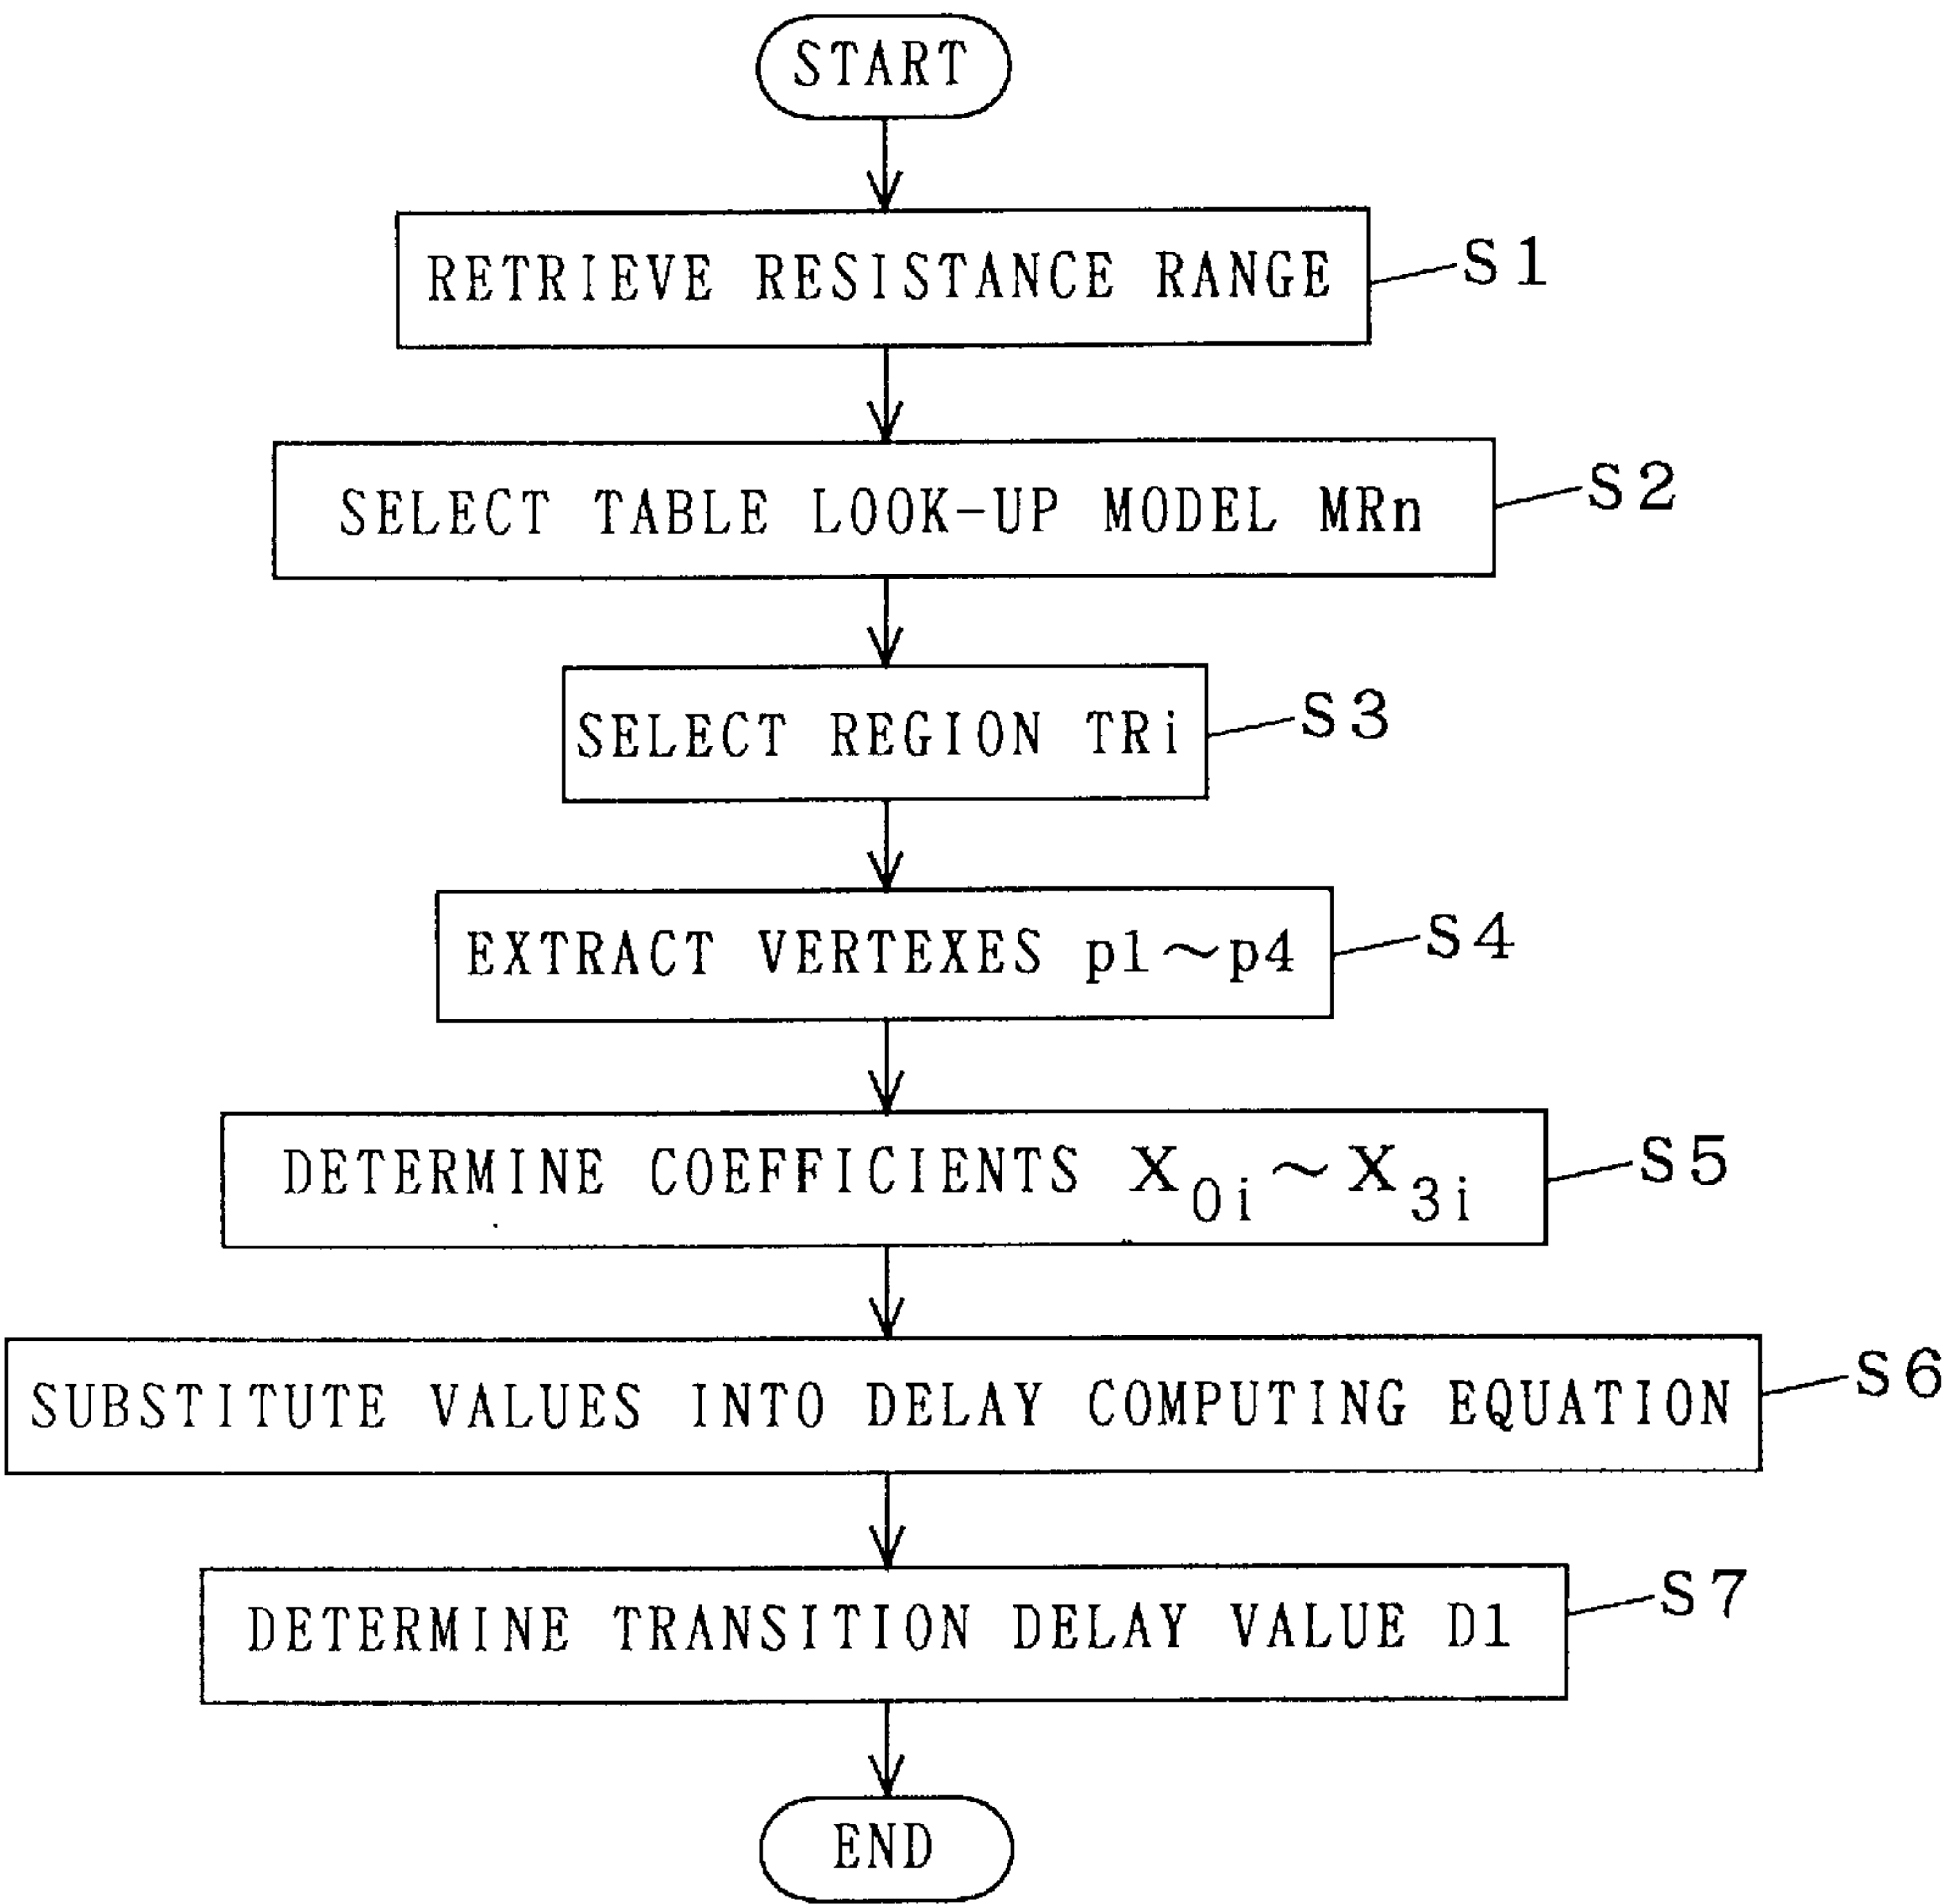 START
RETRIEVE RESISTANCE RANGE
S1
SELECT TABLE LOOK-UP MODEL MRn
S2
SELECT REGION TRi
S3
EXTRACT VERTEXES p1～p4
S4
DETERMINE COEFFICIENTS X0i～X3i
S5
SUBSTITUTE VALUES INTO DELAY COMPUTING EQUATION
S6
DETERMINE TRANSITION DELAY VALUE D1
S7
END